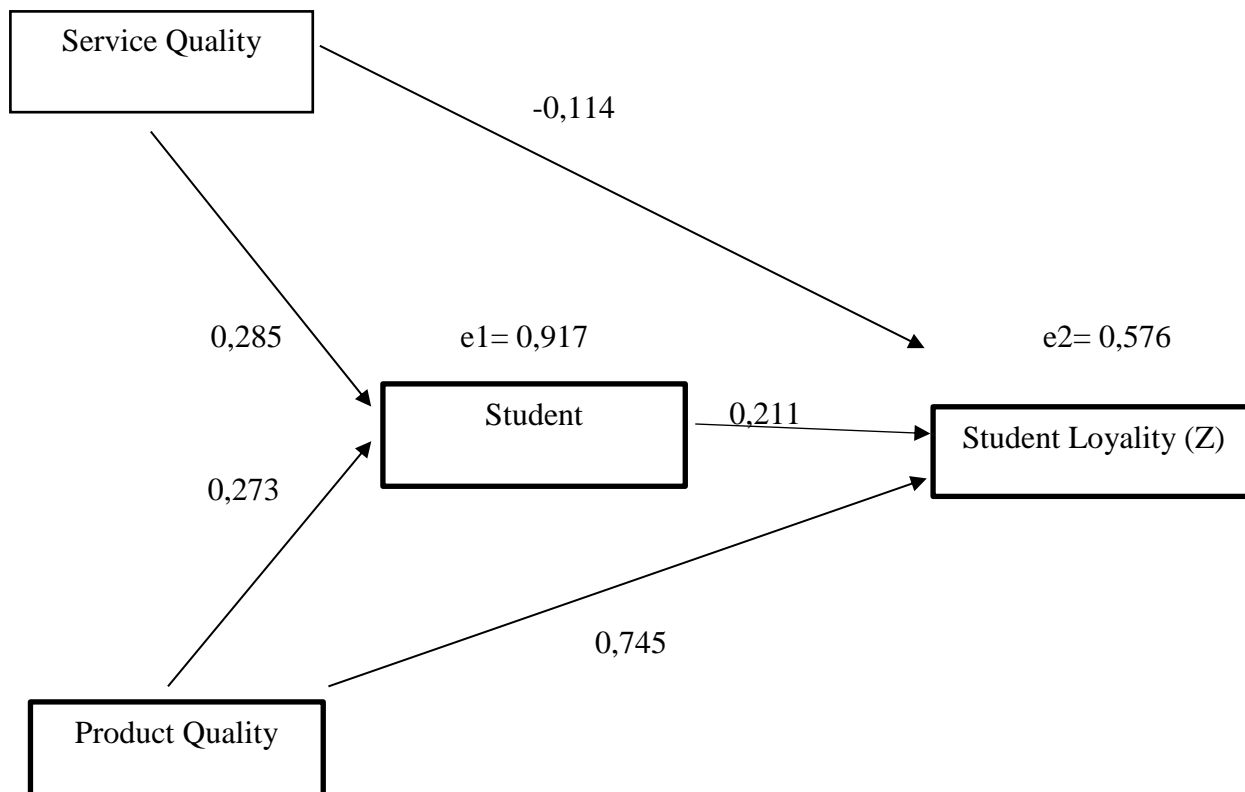 Service Quality
-0,114
0,285
e1= 0,917
e2= 0,576
Student
0,211
Student Loyality (Z)
0,273
0,745
Product Quality